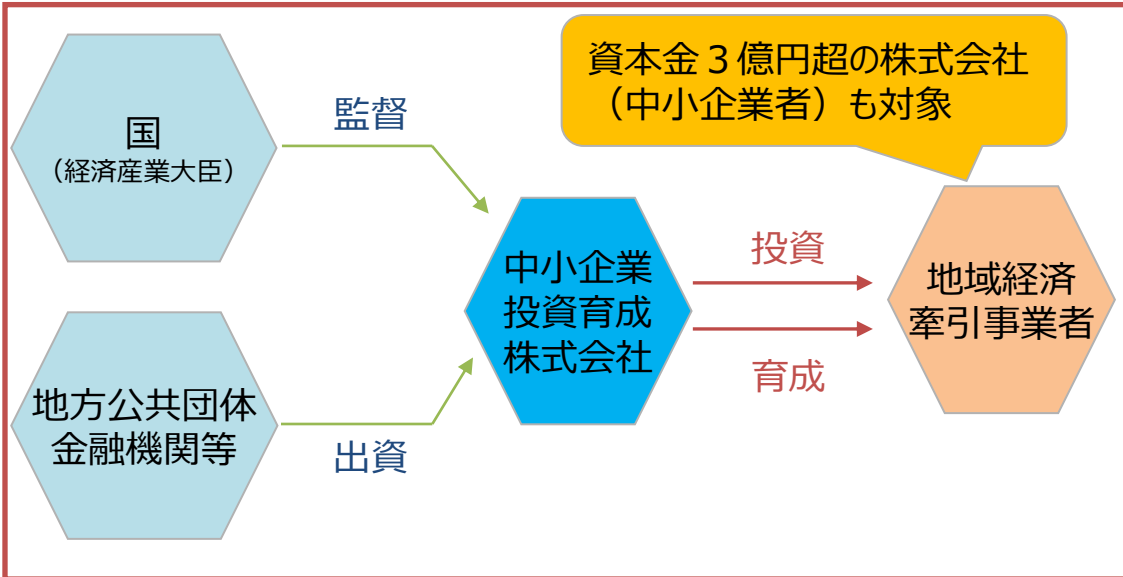 国
（経済産業大臣）
監督
資本金３億円超の株式会社
（中小企業者）も対象
中小企業
投資育成
株式会社
投資
育成
地域経済
牽引事業者
地方公共団体
金融機関等
出資